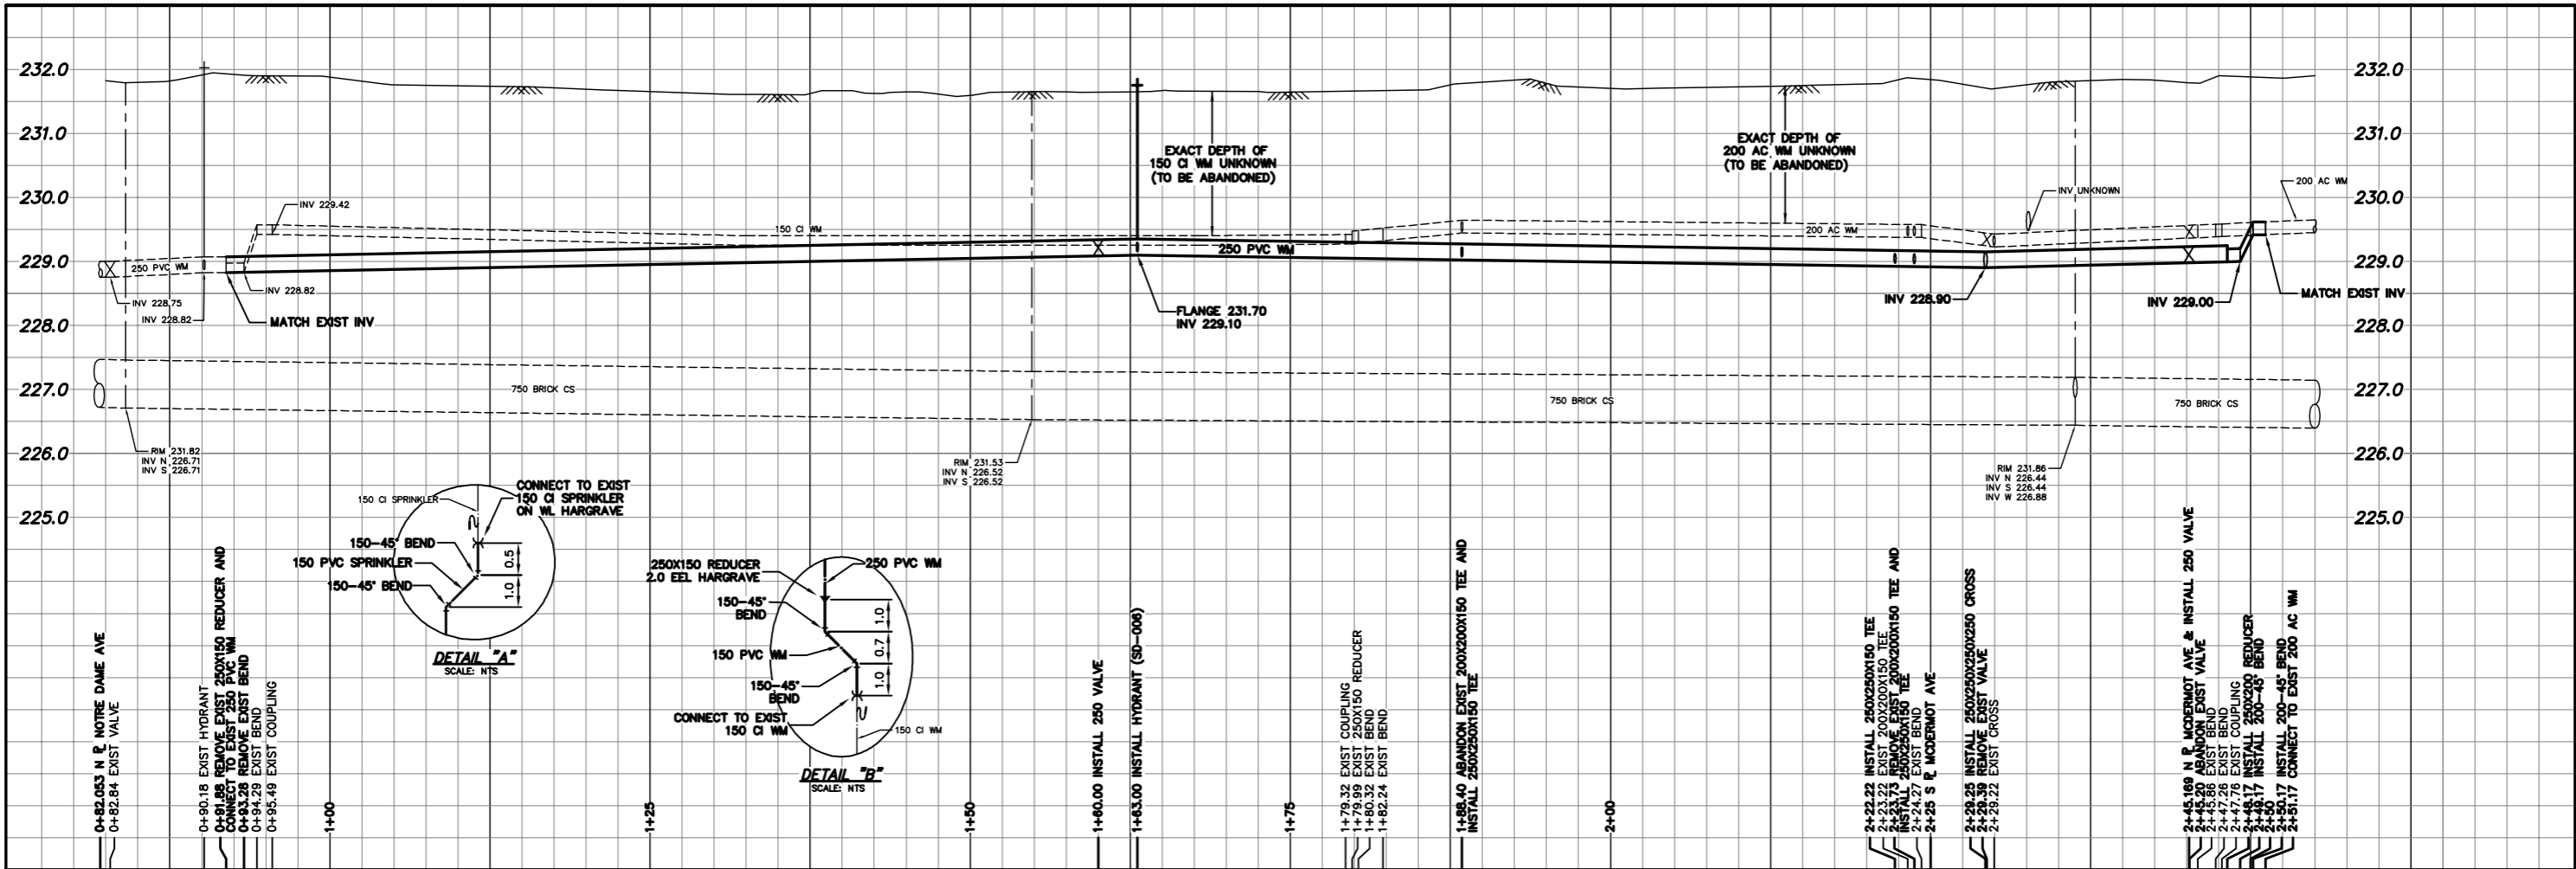 232.0
231.0
230.0
229.0
228.0
227.0
226.0
225.0
232.0
231.0
230.0
229.0
228.0
227.0
226.0
225.0
250 PVC WM
INV 228.75
INV 228.82
INV 229.42
INV 228.82
MATCH EXIST INV
150 CI WM
EXACT DEPTH OF
150 CI WM UNKNOWN
(TO BE ABANDONED)
250 PVC WM
FLANGE 231.70
INV 229.10
EXACT DEPTH OF
200 AC WM UNKNOWN
(TO BE ABANDONED)
200 AC WM
INV UNKNOWN
INV 228.90
200 AC WM
INV 229.00
MATCH EXIST INV
750 BRICK CS
750 BRICK CS
750 BRICK CS
RIM 231.82
INV N 226.71
INV S 226.71
RIM 231.53
INV N 226.52
INV S 226.52
RIM 231.86
INV N 226.44
INV S 226.44
INV W 226.88
150 CI SPRINKLER
CONNECT TO EXIST
150 CI SPRINKLER
ON WL HARGRAVE
150-45° BEND
150 PVC SPRINKLER
150-45° BEND
0.5
1.0
DETAIL "A"
SCALE: NTS
250X150 REDUCER
2.0 EEL HARGRAVE
250 PVC WM
150-45°
BEND
150 PVC WM
150-45°
BEND
CONNECT TO EXIST
150 CI WM
150 CI WM
1.0
0.7
1.0
DETAIL "B"
SCALE: NTS
0+82.053 N PL NOTRE DAME AVE
0+82.84 EXIST VALVE
0+90.18 EXIST HYDRANT
0+91.88 REMOVE EXIST 250X150 REDUCER AND
CONNECT TO EXIST 250 PVC WM
0+93.28 REMOVE EXIST BEND
0+94.29 EXIST BEND
0+95.49 EXIST COUPLING
1+00
1+25
1+50
1+60.00 INSTALL 250 VALVE
1+63.00 INSTALL HYDRANT (SD-006)
1+75
1+79.32 EXIST COUPLING
1+79.99 EXIST 250X150 REDUCER
1+80.32 EXIST BEND
1+82.24 EXIST BEND
1+88.40 ABANDON EXIST 200X200X150 TEE AND
INSTALL 250X250X150 TEE
2+00
2+22.22 INSTALL 250X250X150 TEE
2+23.22 EXIST 200X200X150 TEE
2+23.73 REMOVE EXIST 200X200X150 TEE AND
INSTALL 250X250X150 TEE
2+24.27 EXIST BEND
2+25 S PL MCDERMOT AVE
2+29.25 INSTALL 250X250X250X250 CROSS
2+29.39 REMOVE EXIST VALVE
2+29.22 EXIST CROSS
2+45.169 N PL MCDERMOT AVE & INSTALL 250 VALVE
2+45.20 ABANDON EXIST VALVE
2+45.86 EXIST BEND
2+47.26 EXIST BEND
2+47.76 EXIST COUPLING
2+48.17 INSTALL 250X200 REDUCER
2+49.17 INSTALL 200-45° BEND
2+50
2+50.17 INSTALL 200-45° BEND
2+51.17 CONNECT TO EXIST 200 AC WM